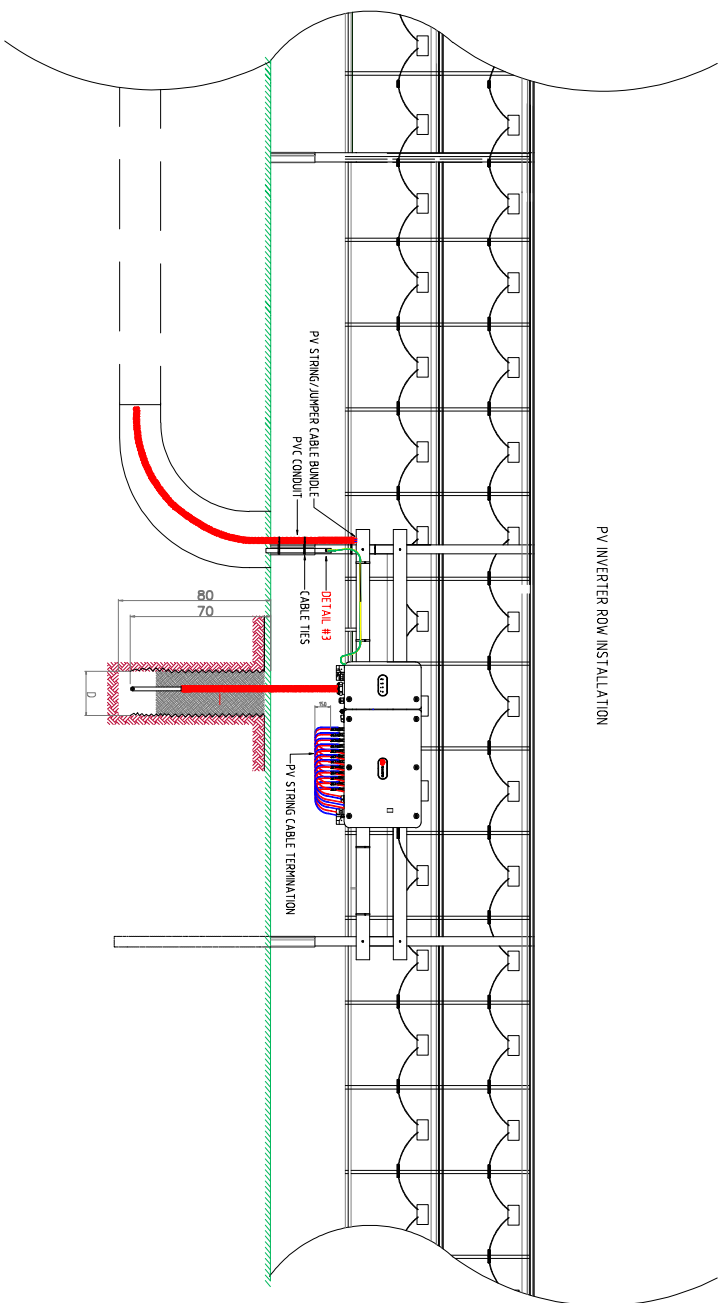 PV INVERTER ROW INSTALLATION
PV STRING/JUMPER CABLE BUNDLE
PVC CONDUIT
DETAIL #3
CABLE TIES
80
70
D
150
PV STRING CABLE TERMINATION